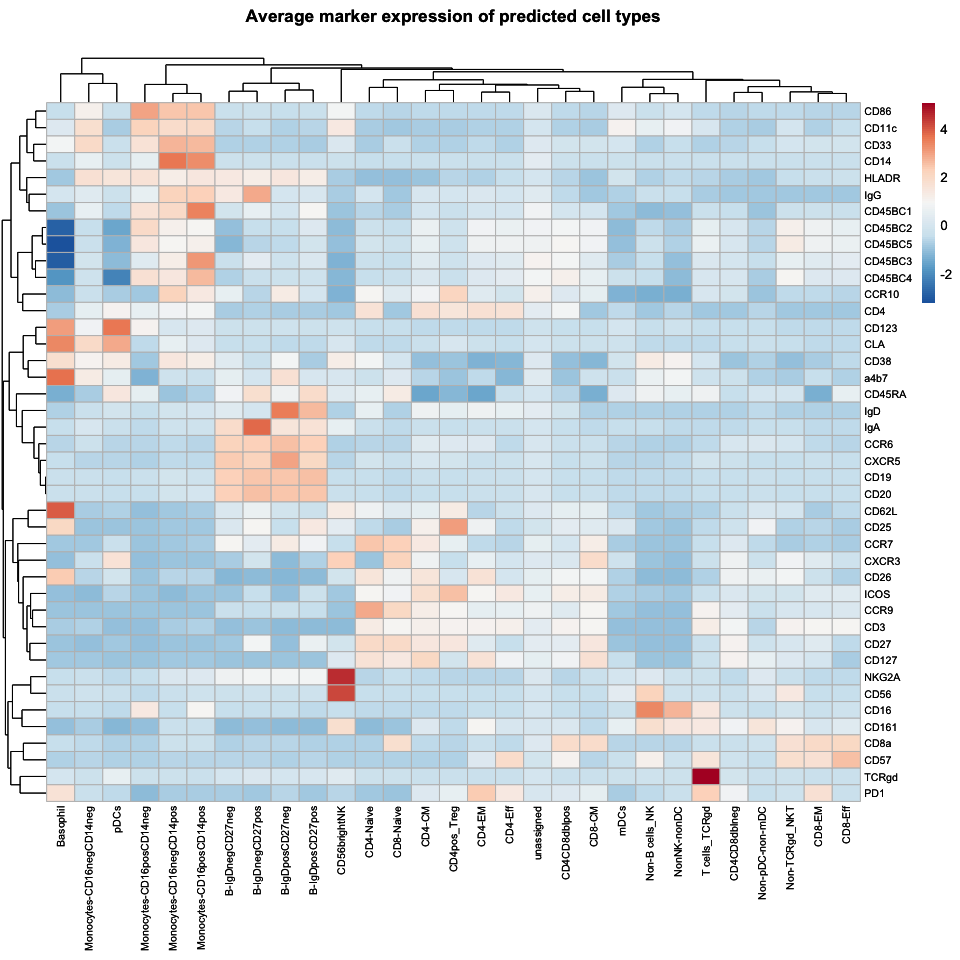 Average marker expression of predicted cell types
CD86
CD11c
CD33
CD14
HLADR
IgG
CD45BC1
CD45BC2
CD45BC5
CD45BC3
CD45BC4
CCR10
CD4
CD123
CLA
CD38
a4b7
CD45RA
IgD
IgA
CCR6
CXCR5
CD19
CD20
CD62L
CD25
CCR7
CXCR3
CD26
ICOS
CCR9
CD3
CD27
CD127
NKG2A
CD56
CD16
CD161
CD8a
CD57
TCRgd
PD1
4
2
0
-2
Basophil
Monocytes-CD16negCD14neg
pDCs
Monocytes-CD16posCD14neg
Monocytes-CD16negCD14pos
Monocytes-CD16posCD14pos
B-IgDnegCD27neg
B-IgDnegCD27pos
B-IgDposCD27neg
B-IgDposCD27pos
CD56brightNK
CD4-Naive
CD8-Naive
CD4-CM
CD4pos_Treg
CD4-EM
CD4-Eff
unassigned
CD4CD8dblpos
CD8-CM
mDCs
Non-B cells_NK
NonNK-nonDC
T cells_TCRgd
CD4CD8dblneg
Non-pDC-non-mDC
Non-TCRgd_NKT
CD8-EM
CD8-Eff